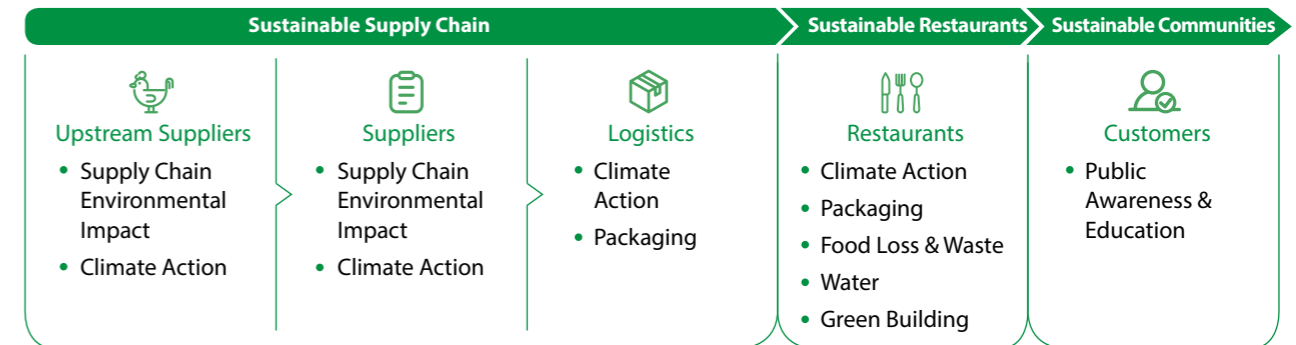 Sustainable Supply Chain
Sustainable Restaurants
Sustainable Communities
Upstream Suppliers
• Supply Chain
Environmental
Impact
• Climate Action
Suppliers
• Supply Chain
Environmental
Impact
• Climate Action
Logistics
• Climate
Action
• Packaging
Restaurants
• Climate Action
• Packaging
• Food Loss & Waste
• Water
• Green Building
Customers
• Public
Awareness &
Education